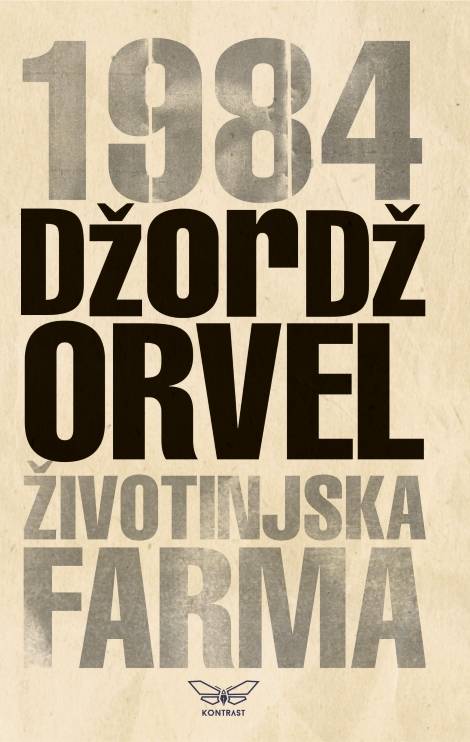 1984
DŽOrDŽ
ORVEL
ŽIVOTINJSKA
FARMA
KONTRAST